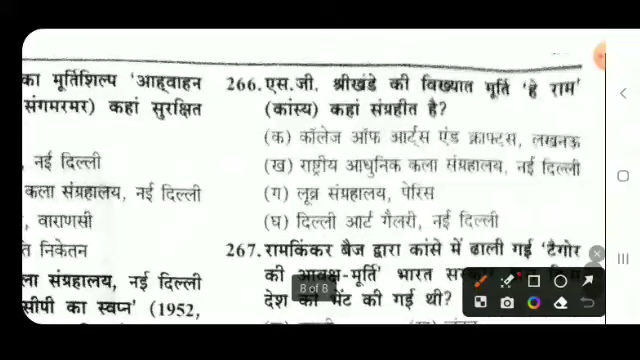 का मूर्तिशिल्प 'आह्वाहन
संगमरमर) कहां सुरक्षित
, नई दिल्ली
कला संग्रहालय, नई दिल्ली
, वाराणसी
ति निकेतन
ला संग्रहालय, नई दिल्ली
सीपी का स्वप्न' (1952,
266. एस.जी. श्रीखंडे की विख्यात मूर्ति 'हे राम'
(कांस्य) कहां संग्रहीत है?
(क) कॉलेज ऑफ आर्ट्स एंड क्राफ्ट्स, लखनऊ
(ख) राष्ट्रीय आधुनिक कला संग्रहालय, नई दिल्ली
(ग) लूव्र संग्रहालय, पेरिस
(घ) दिल्ली आर्ट गैलरी, नई दिल्ली
267. रामकिंकर बैज द्वारा कांसे में ढाली गई 'टैगोर
की आवक्ष-मूर्ति' भारत
देश को भेंट की गई थी?
8 of 8